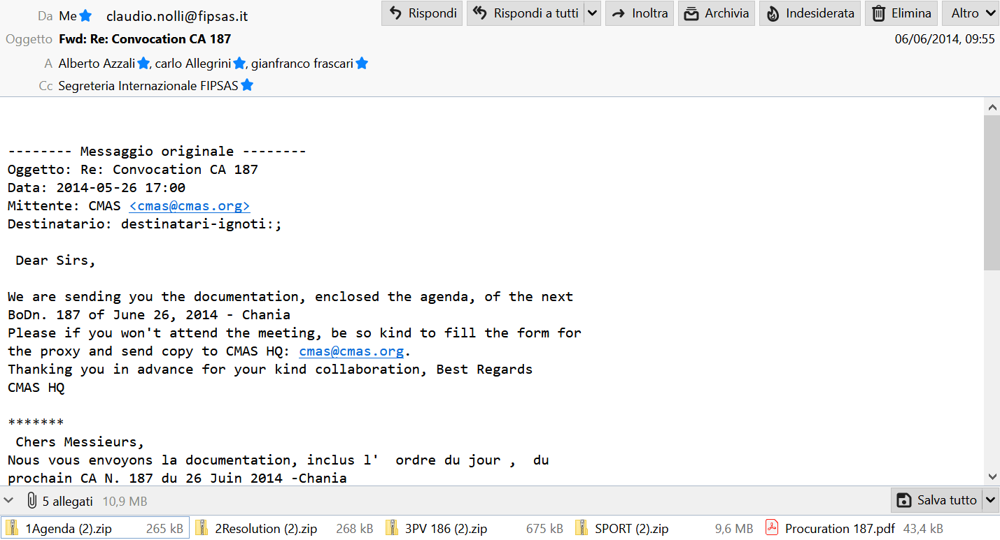 Da Me claudio.nolli@fipsas.it Rispondi Rispondi a tutti Inoltra Archivia Indesiderata Elimina Altro
Oggetto Fwd: Re: Convocation CA 187 06/06/2014, 09:55
A Alberto Azzali, carlo Allegrini, gianfranco frascari
Cc Segreteria Internazionale FIPSAS
-------- Messaggio originale --------
Oggetto: Re: Convocation CA 187
Data: 2014-05-26 17:00
Mittente: CMAS <cmas@cmas.org>
Destinatario: destinatari-ignoti:;
Dear Sirs,
We are sending you the documentation, enclosed the agenda, of the next
BoDn. 187 of June 26, 2014 - Chania
Please if you won't attend the meeting, be so kind to fill the form for
the proxy and send copy to CMAS HQ: cmas@cmas.org.
Thanking you in advance for your kind collaboration, Best Regards
CMAS HQ
*******
Chers Messieurs,
Nous vous envoyons la documentation, inclus l'  ordre du jour ,  du
prochain CA N. 187 du 26 Juin 2014 -Chania
5 allegati 10,9 MB Salva tutto
1Agenda (2).zip 265 kB 2Resolution (2).zip 268 kB 3PV 186 (2).zip 675 kB SPORT (2).zip 9,6 MB Procuration 187.pdf 43,4 kB